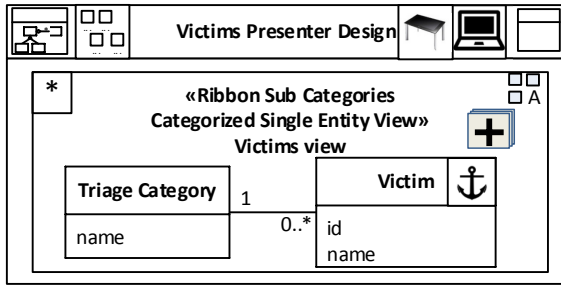 Victims Presenter Design
*
«Ribbon Sub Categories
A
Categorized Single Entity View»
Victims view
Triage Category
Victim
1
0..*
name
id
name